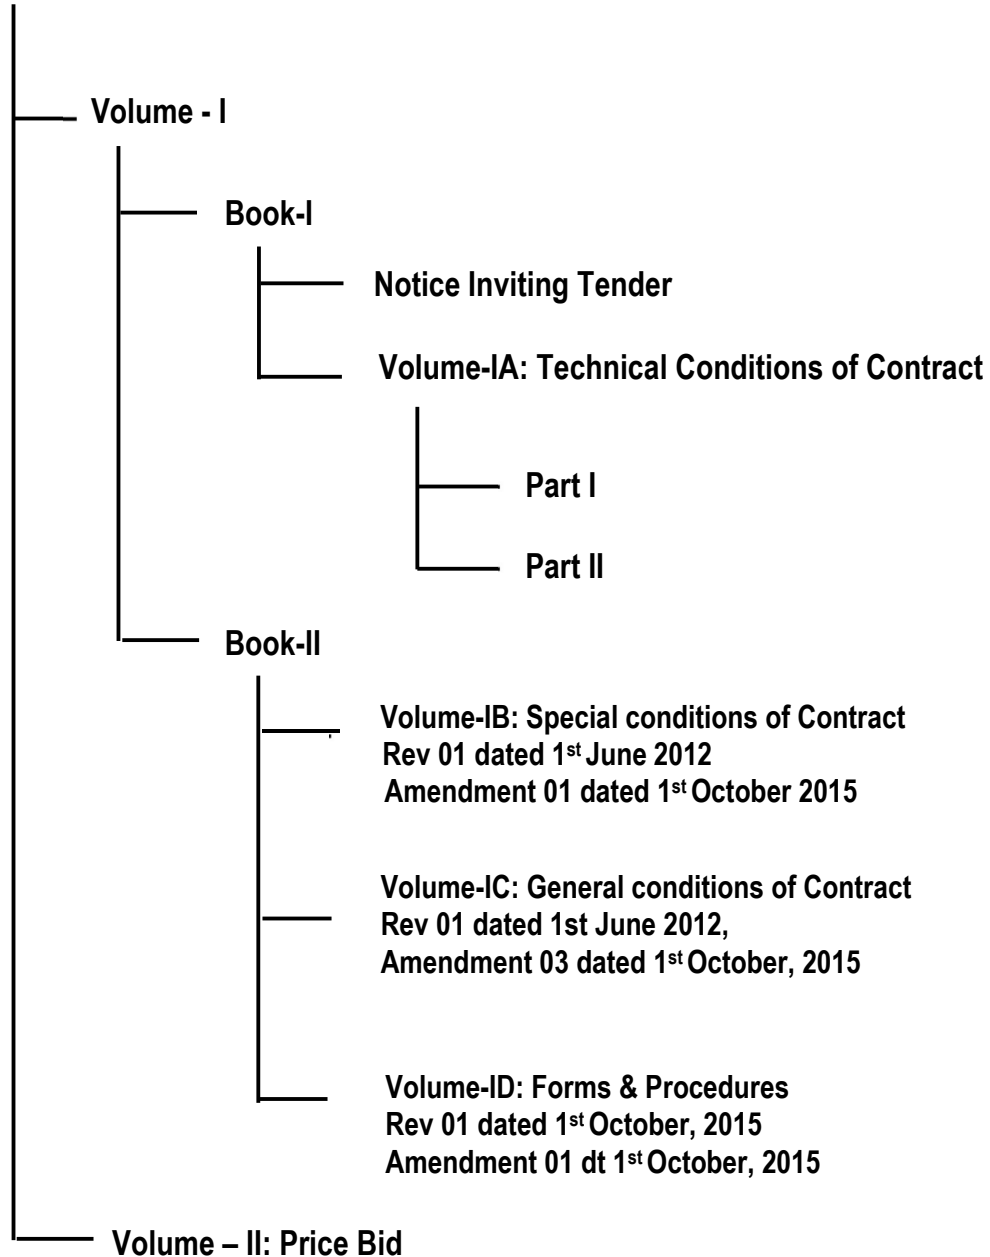 Volume - I
Book-I
Notice Inviting Tender
Volume-IA: Technical Conditions of Contract
Part I
Part II
Book-II
Volume-IB: Special conditions of Contract
Rev 01 dated 1st June 2012
Amendment 01 dated 1st October 2015
Volume-IC: General conditions of Contract
Rev 01 dated 1st June 2012,
Amendment 03 dated 1st October, 2015
Volume-ID: Forms & Procedures
Rev 01 dated 1st October, 2015
Amendment 01 dt 1st October, 2015
Volume – II: Price Bid